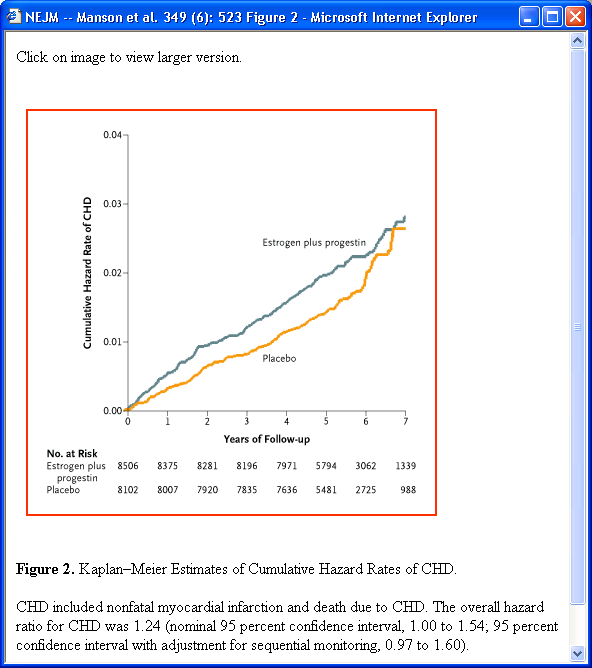 NEJM -- Manson et al. 349 (6): 523 Figure 2 - Microsoft Internet Explorer
Click on image to view larger version.
0.04
0.03
0.02
0.01
0.00
Cumulative Hazard Rate of CHD
Estrogen plus progestin
Placebo
0 1 2 3 4 5 6 7
Years of Follow-up
No. at Risk
Estrogen plus 8506 8375 8281 8196 7971 5794 3062 1339
progestin
Placebo 8102 8007 7920 7835 7636 5481 2725 988
Figure 2. Kaplan–Meier Estimates of Cumulative Hazard Rates of CHD.
CHD included nonfatal myocardial infarction and death due to CHD. The overall hazard
ratio for CHD was 1.24 (nominal 95 percent confidence interval, 1.00 to 1.54; 95 percent
confidence interval with adjustment for sequential monitoring, 0.97 to 1.60).